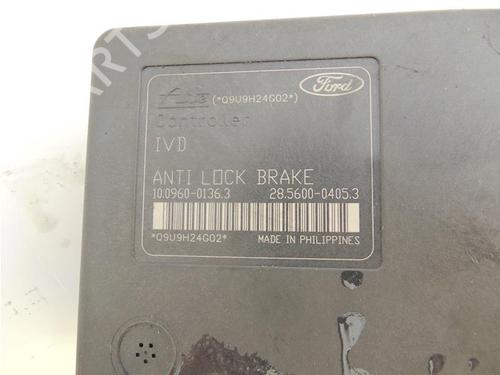 Ate (*Q9U9H24G02*) Ford
Controller
IVD
ANTI LOCK BRAKE
10.0960-0136.3 28.5600-0405.3
*Q9U9H24G02* MADE IN PHILIPPINES